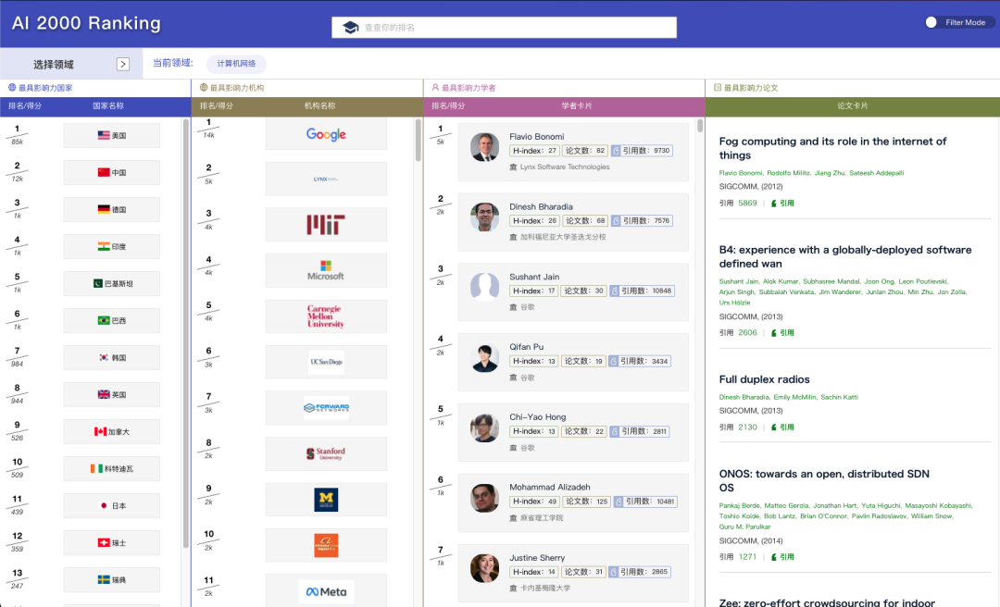 AI 2000 Ranking
查查你的排名
Filter Mode
选择领域
当前领域:
计算机网络
最具影响力国家
排名/得分
国家名称
1
85k
美国
2
12k
中国
3
1k
德国
4
1k
印度
5
1k
巴基斯坦
6
1k
巴西
7
984
韩国
8
944
英国
9
526
加拿大
10
509
科特迪瓦
11
439
日本
12
359
瑞士
13
247
瑞典
最具影响力机构
排名/得分
机构名称
1
14k
Google
2
5k
LYNX
3
4k
MIT
4
4k
Microsoft
5
4k
Carnegie
Mellon
University
6
3k
UC San Diego
7
3k
FORWARD
NETWORKS
8
2k
Stanford
University
9
2k
M
10
2k
11
2k
Meta
最具影响力学者
排名/得分
学者卡片
1
5k
Flavio Bonomi
H-index: 27 论文数: 82 引用数: 9730
Lynx Software Technologies
2
2k
Dinesh Bharadia
H-index: 26 论文数: 68 引用数: 7576
加利福尼亚大学圣迭戈分校
3
2k
Sushant Jain
H-index: 17 论文数: 30 引用数: 10848
谷歌
4
2k
Qifan Pu
H-index: 13 论文数: 19 引用数: 3434
谷歌
5
1k
Chi-Yao Hong
H-index: 13 论文数: 22 引用数: 2811
谷歌
6
1k
Mohammad Alizadeh
H-index: 49 论文数: 125 引用数: 10481
麻省理工学院
7
1k
Justine Sherry
H-index: 14 论文数: 31 引用数: 2865
卡内基梅隆大学
最具影响力论文
论文卡片
Fog computing and its role in the internet of
things
Flavio Bonomi, Rodolfo Milito, Jiang Zhu, Sateesh Addepalli
SIGCOMM, (2012)
引用 5869 | 引用
B4: experience with a globally-deployed software
defined wan
Sushant Jain, Alok Kumar, Subhasree Mandal, Joon Ong, Leon Poutievski,
Arjun Singh, Subbaiah Venkata, Jim Wanderer, Junlan Zhou, Min Zhu, Jon Zolla,
Urs Hölzle
SIGCOMM, (2013)
引用 2606 | 引用
Full duplex radios
Dinesh Bharadia, Emily McMilin, Sachin Katti
SIGCOMM, (2013)
引用 2130 | 引用
ONOS: towards an open, distributed SDN
OS
Pankaj Berde, Matteo Gerola, Jonathan Hart, Yuta Higuchi, Masayoshi Kobayashi,
Toshio Koide, Bob Lantz, Brian O'Connor, Pavlin Radoslavov, William Snow,
Guru M. Parulkar
SIGCOMM, (2014)
引用 1271 | 引用
Zee: zero-effort crowdsourcing for indoor